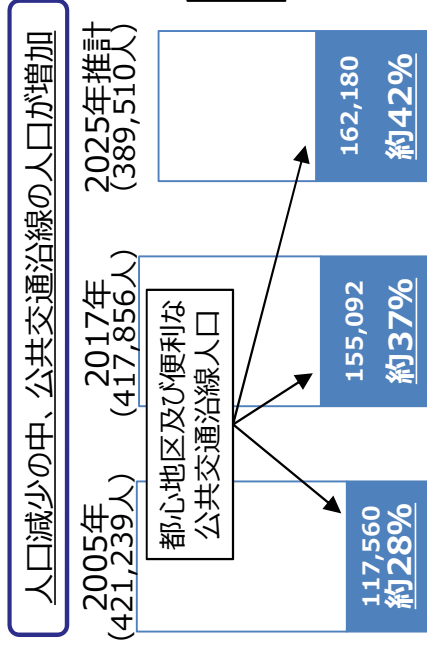 人口減少の中、公共交通沿線の人口が増加
2005年
(421,239人)
2017年
(417,856人)
2025年推計
(389,510人)
都心地区及び便利な
公共交通沿線人口
117,560
約28%
155,092
約37%
162,180
約42%